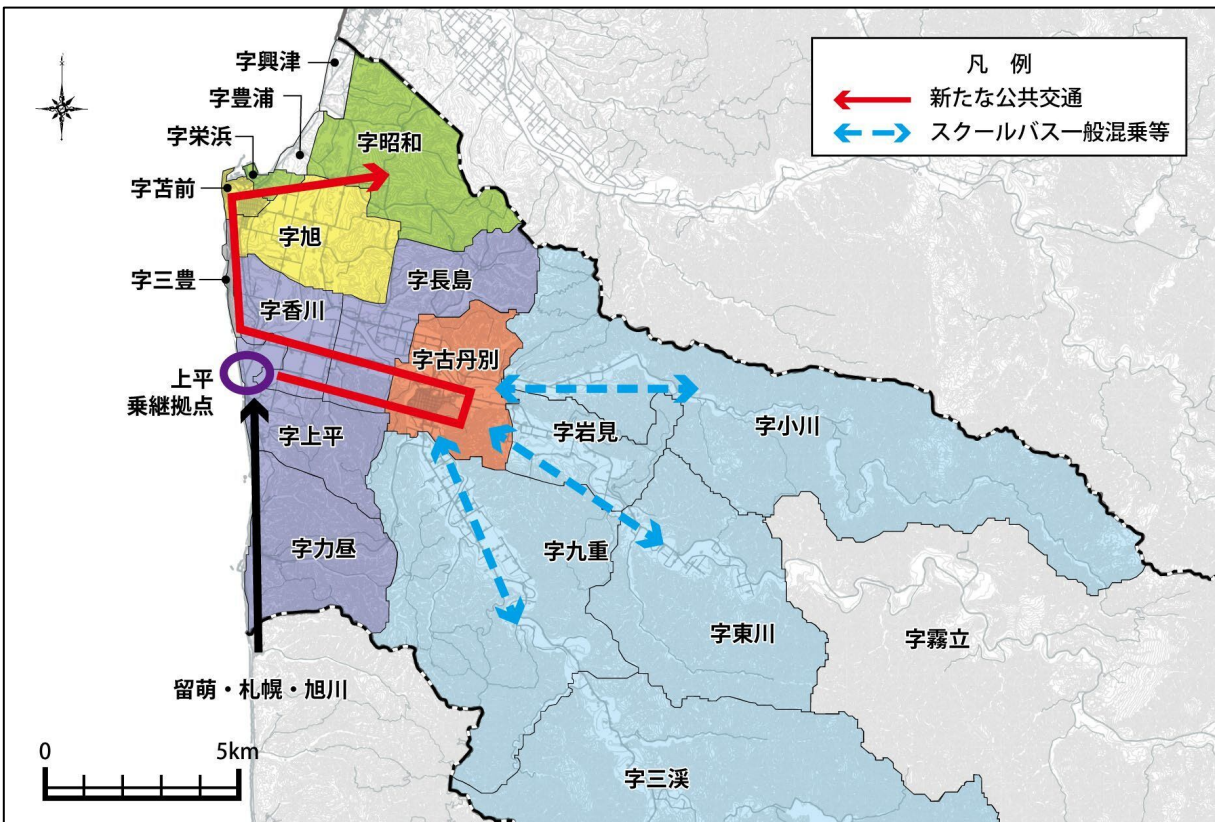 凡 例
新たな公共交通
スクールバス一般混乗等
字興津
字豊浦
字栄浜
字昭和
字苫前
字旭
字三豊
字長島
字香川
字古丹別
上平
乗継拠点
字上平
字岩見
字小川
字力昼
字九重
字東川
字霧立
留萌・札幌・旭川
0 5km
字三渓